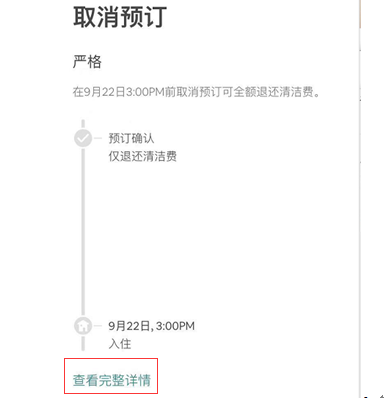 取消预订
严格
在9月22日3:00PM前取消预订可全额退还清洁费。
预订确认
仅退还清洁费
9月22日, 3:00PM
入住
查看完整详情